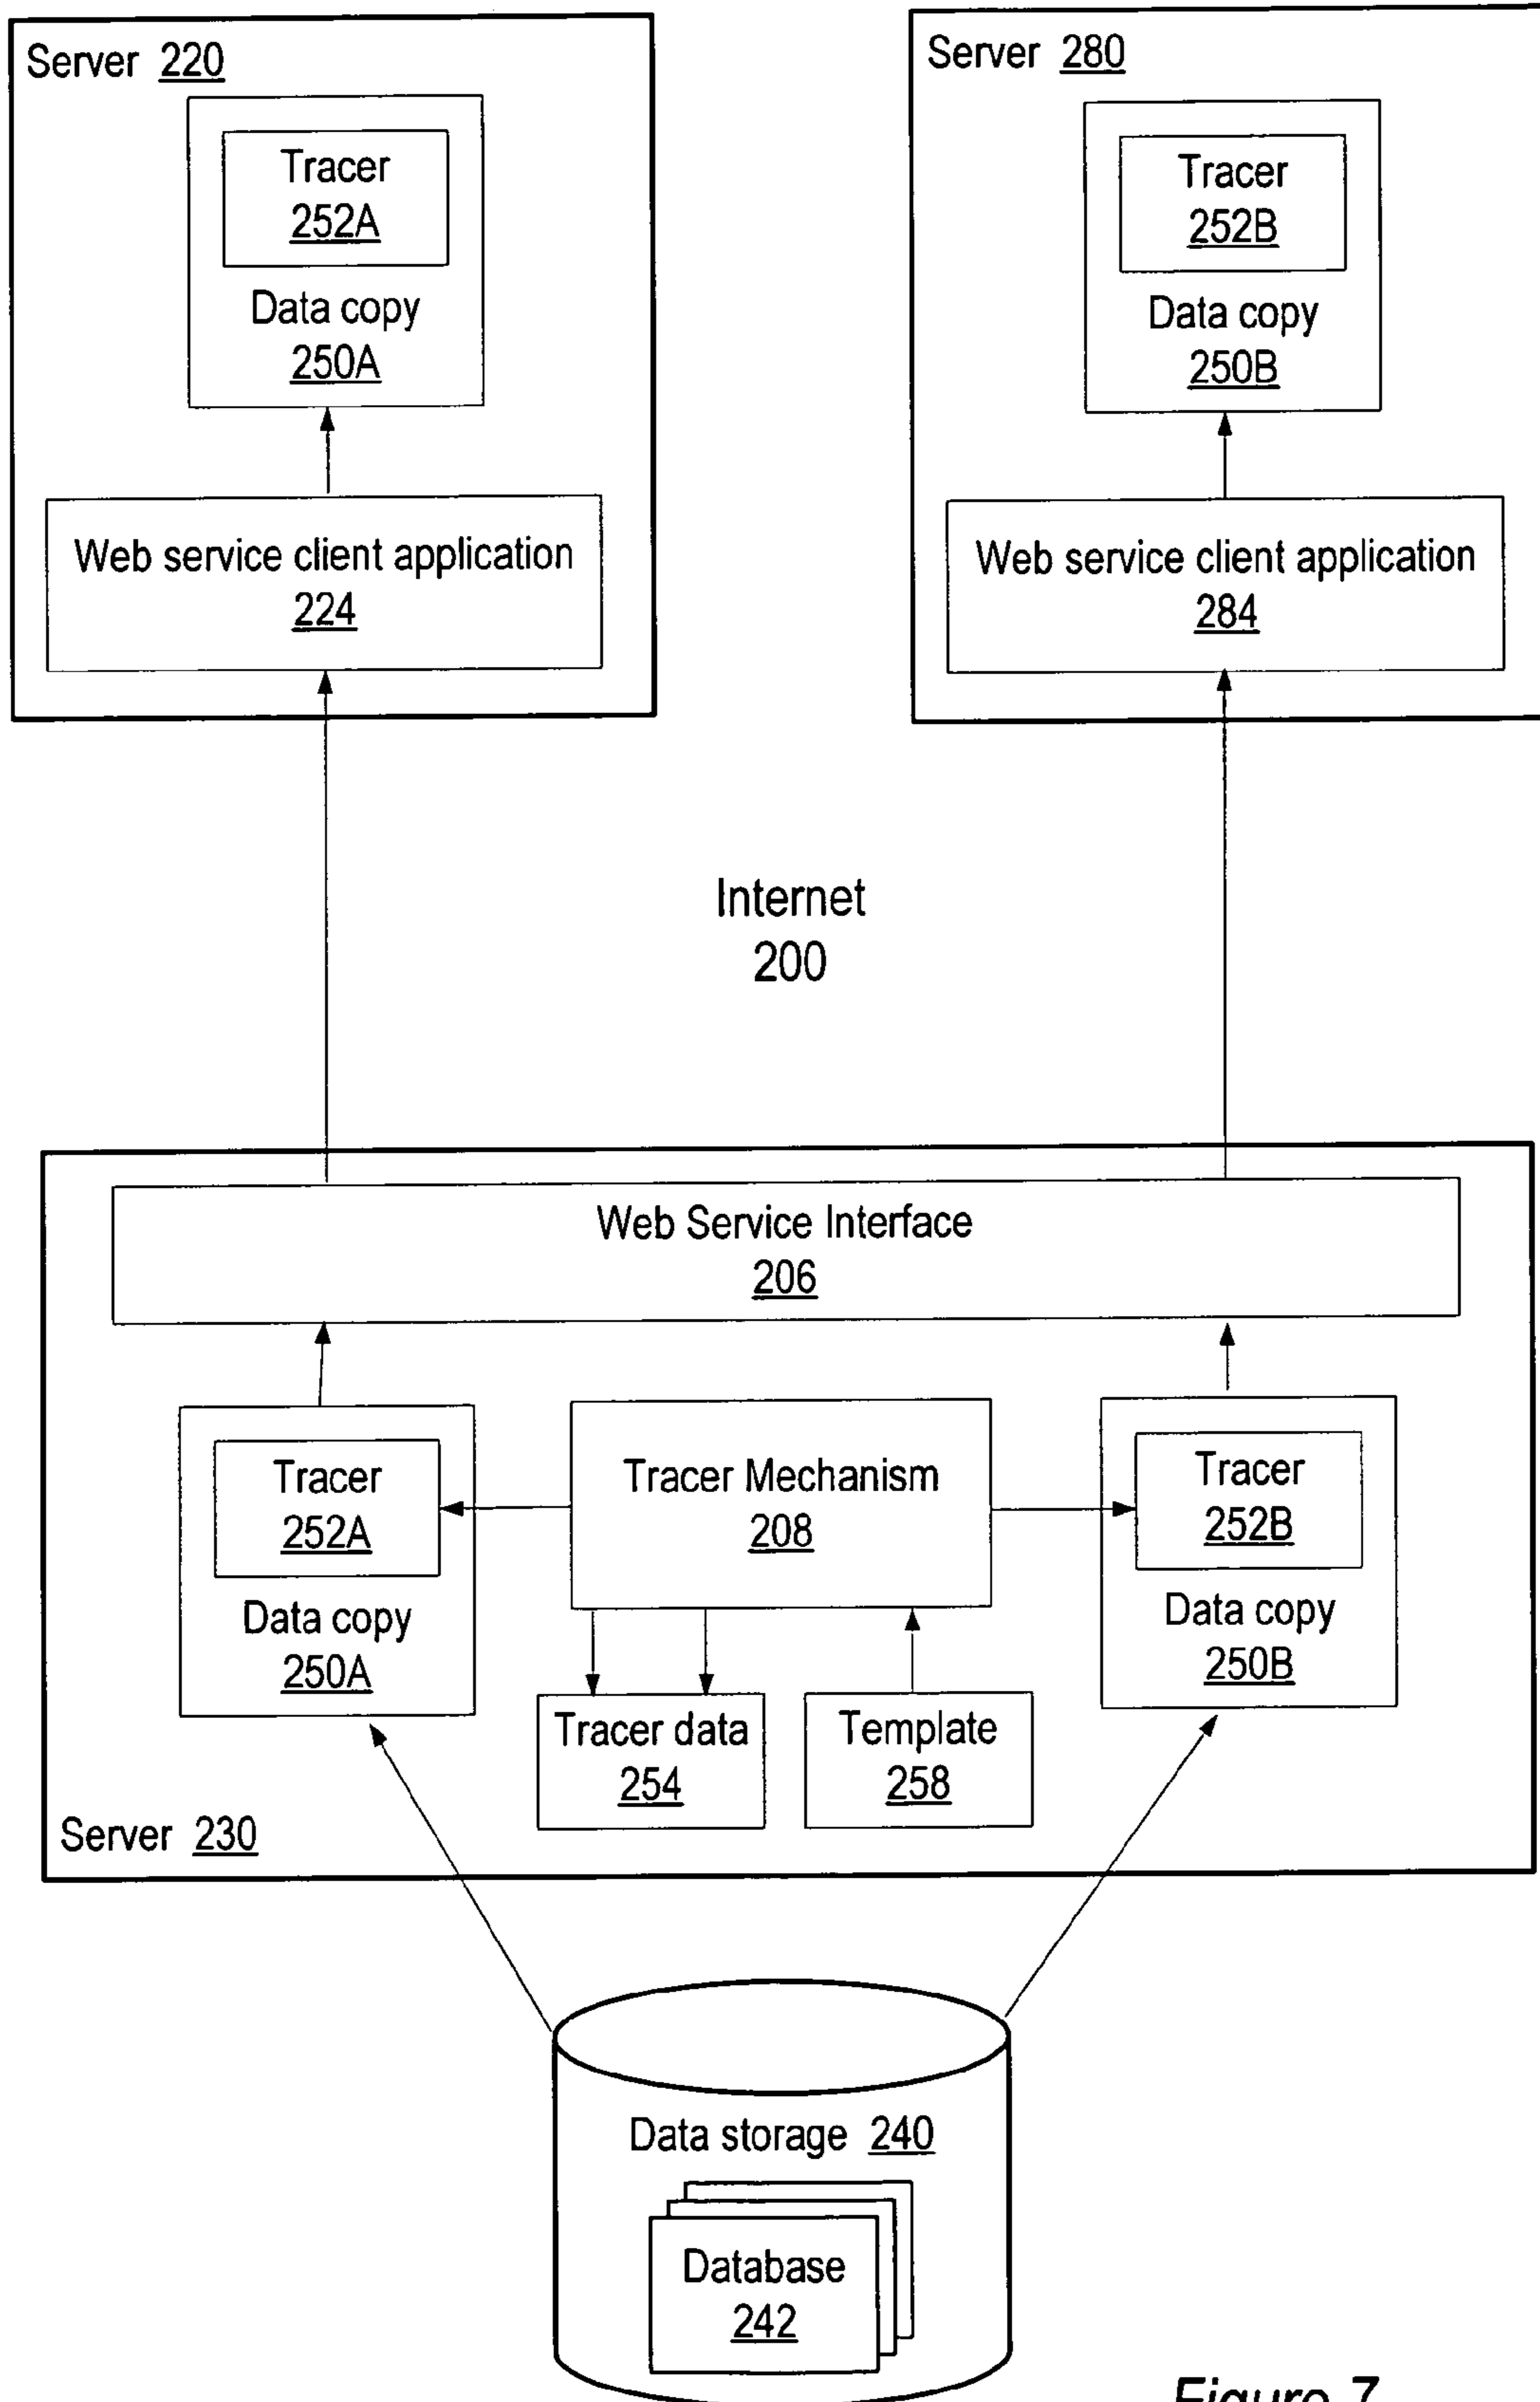 Server 220
Tracer
252A
Data copy
250A
Web service client application
224
Server 280
Tracer
252B
Data copy
250B
Web service client application
284
Internet
200
Web Service Interface
206
Tracer
252A
Data copy
250A
Tracer Mechanism
208
Tracer
252B
Data copy
250B
Tracer data
254
Template
258
Server 230
Data storage 240
Database
242
Figure 7